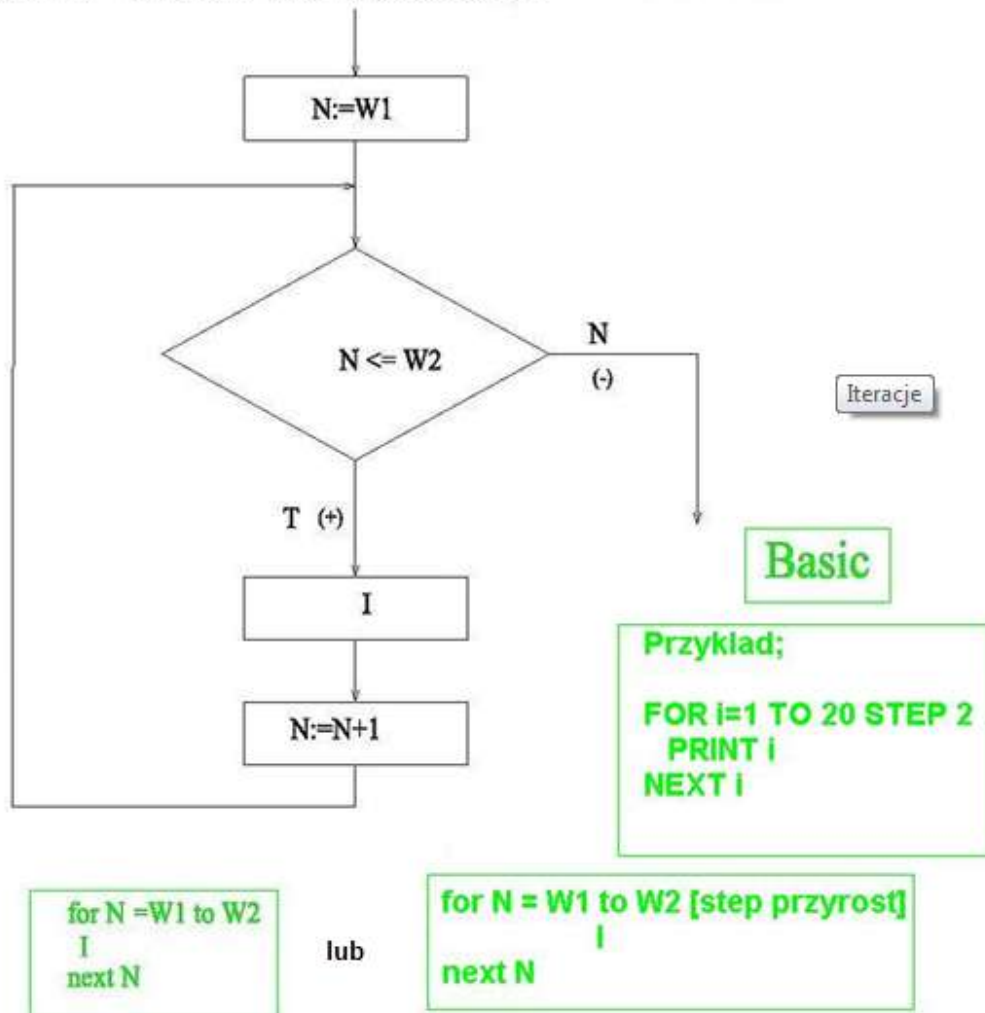 N:=W1
N <= W2
N
(-)
Iteracje
T (+)
I
N:=N+1
Basic
Przyklad;
FOR i=1 TO 20 STEP 2
PRINT i
NEXT i
for N =W1 to W2
I
next N
lub
for N = W1 to W2 [step przyrost]
I
next N